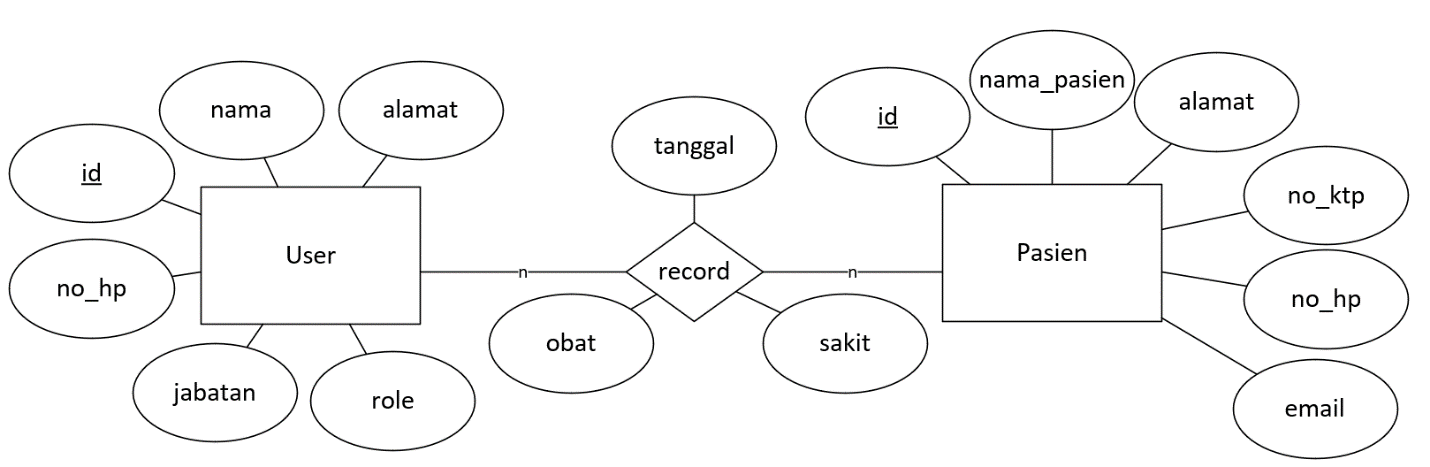 nama
alamat
id
User
no_hp
jabatan
role
n
tanggal
record
obat
sakit
n
id
nama_pasien
alamat
no_ktp
Pasien
no_hp
email